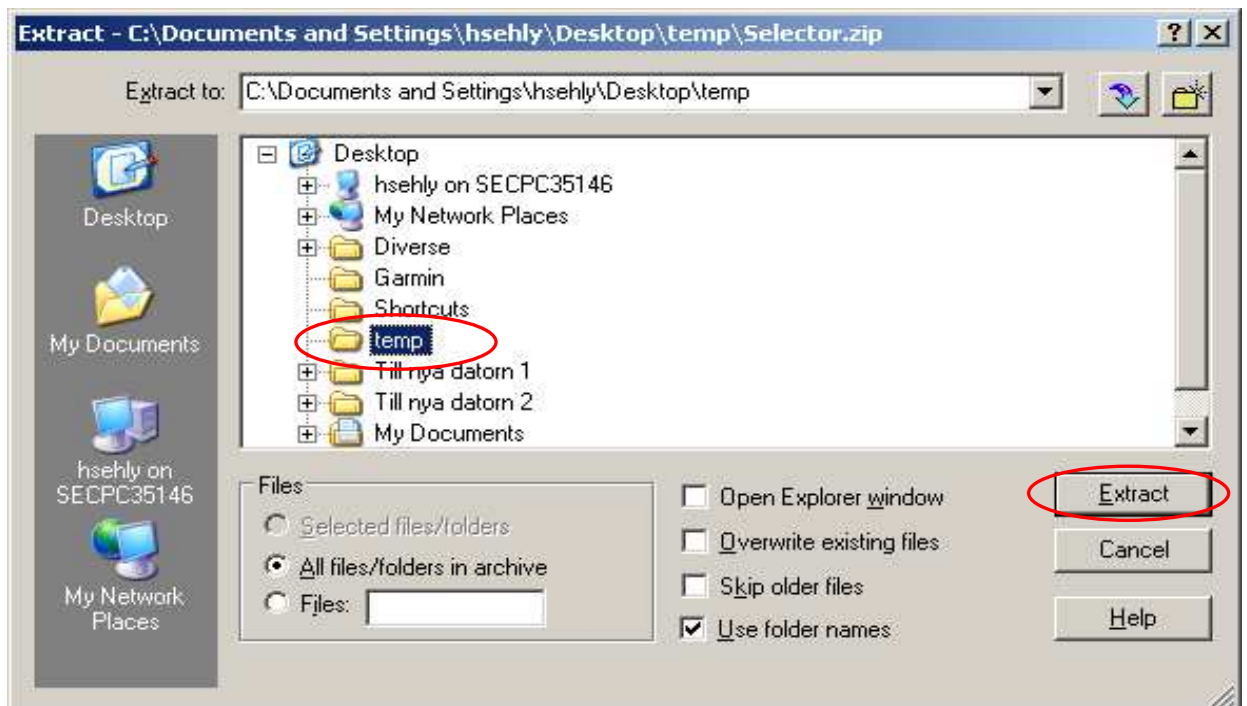 Extract - C:\Documents and Settings\hsehly\Desktop\temp\Selector.zip
Extract to: C:\Documents and Settings\hsehly\Desktop\temp
Desktop
My Documents
hsehly on
SECPC35146
My Network
Places
Desktop
hsehly on SECPC35146
My Network Places
Diverse
Garmin
Shortcuts
temp
Till nya datorn 1
Till nya datorn 2
My Documents
Files
Selected files/folders
All files/folders in archive
Files:
Open Explorer window
Overwrite existing files
Skip older files
Use folder names
Extract
Cancel
Help